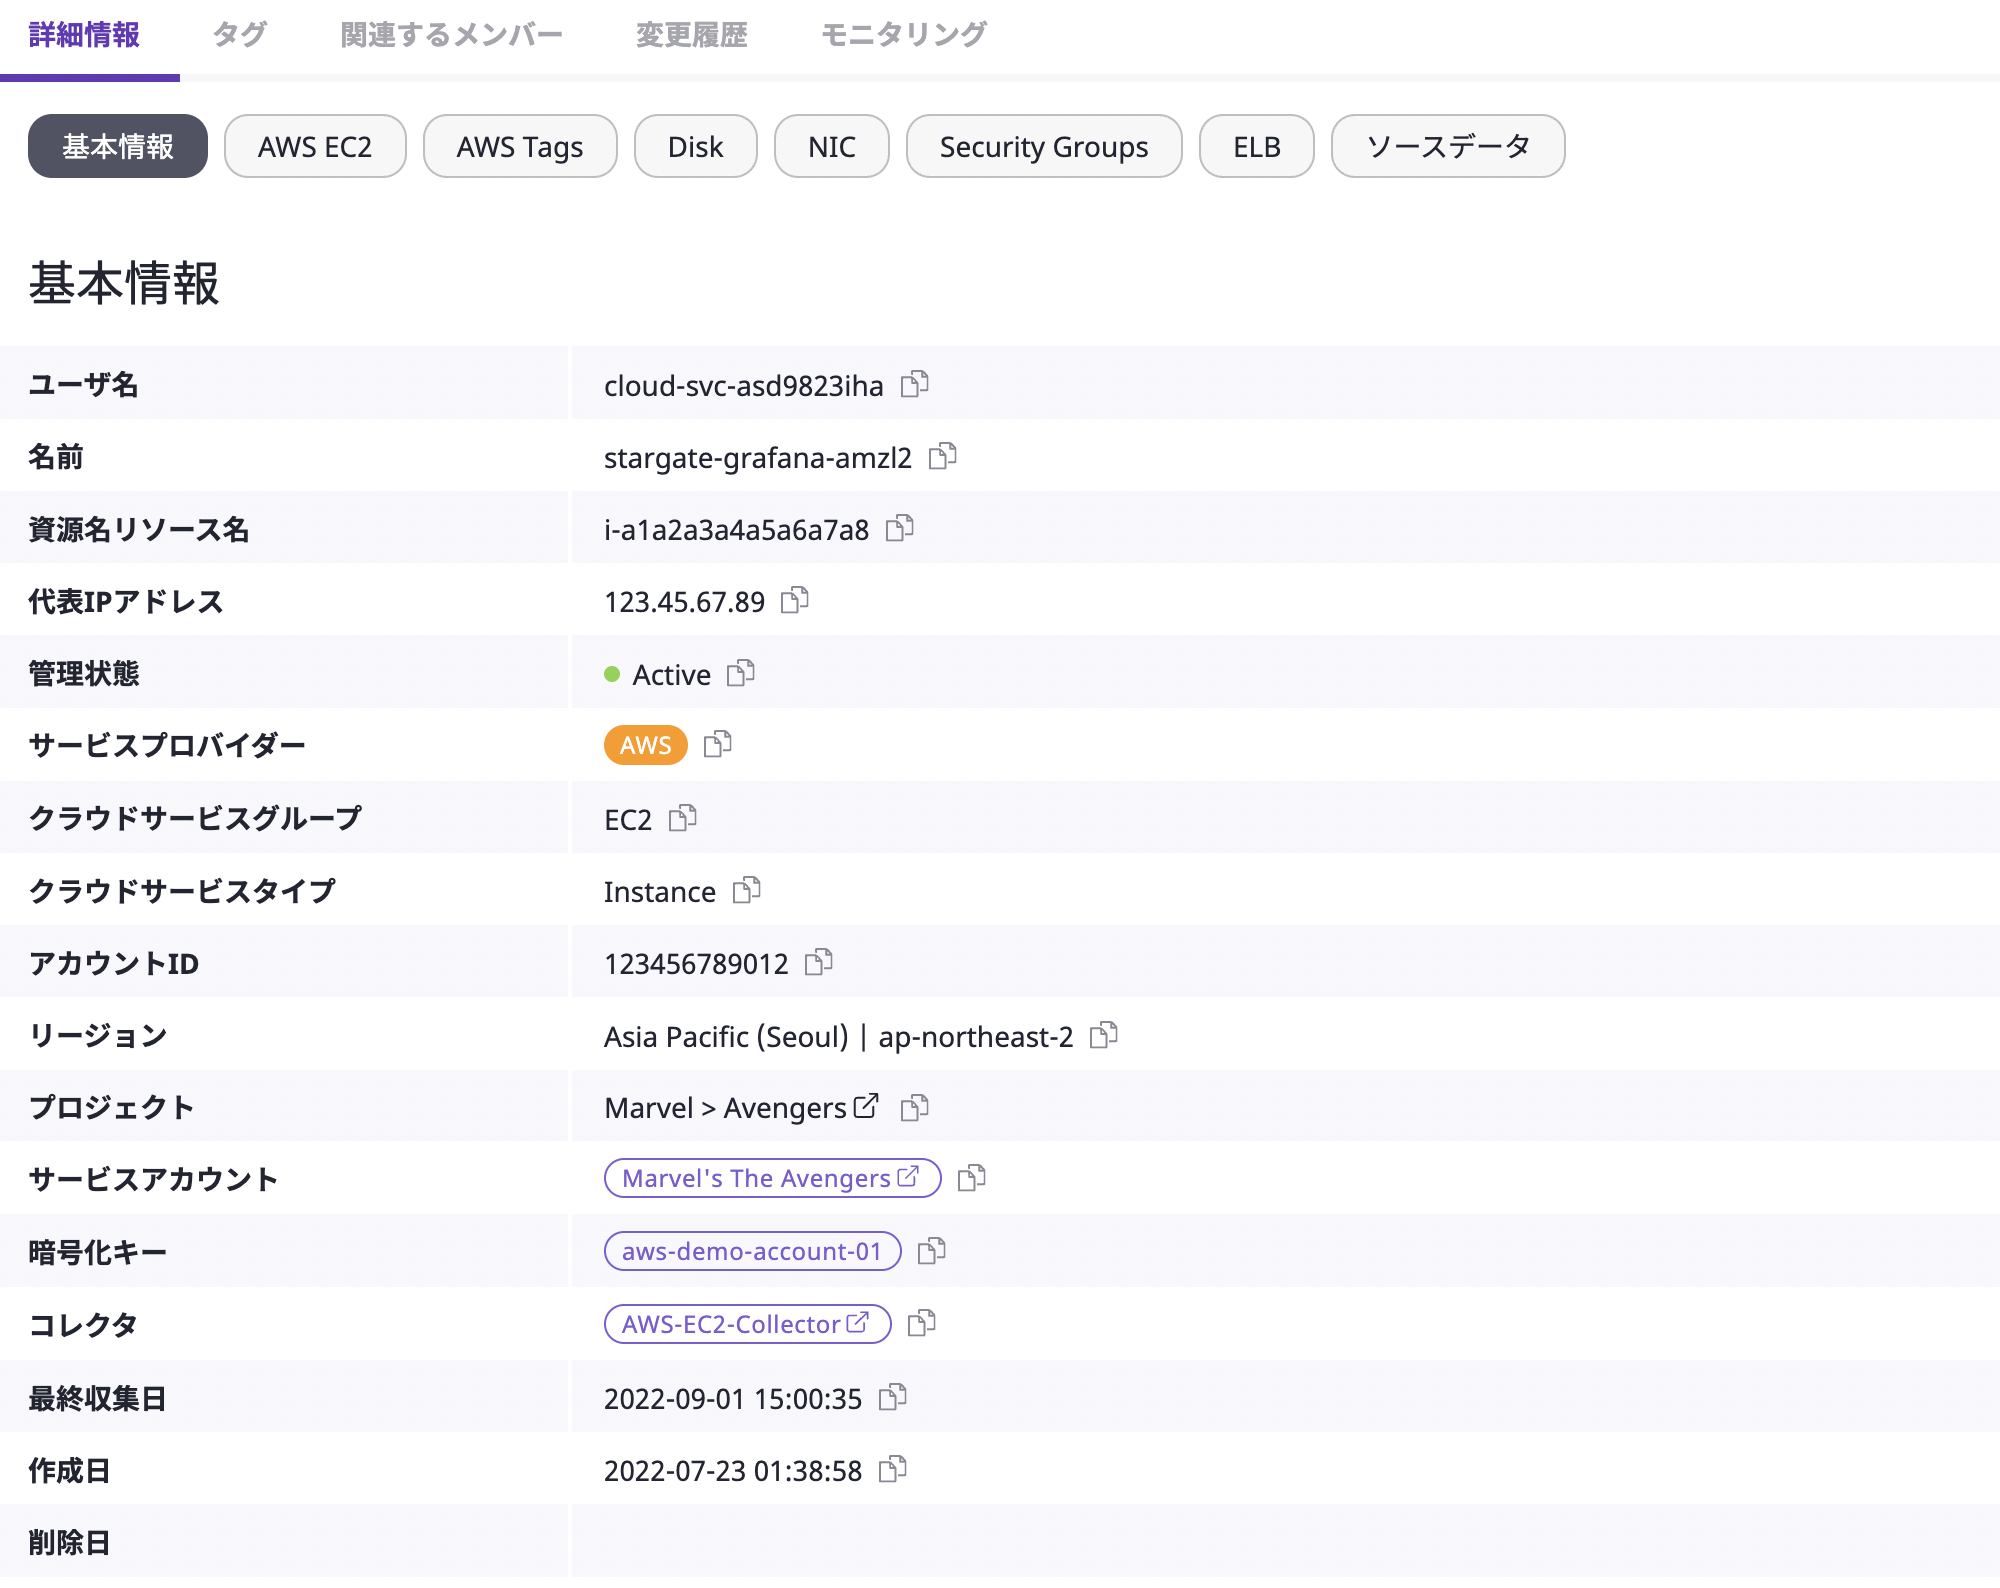 詳細情報 タグ 関連するメンバー 変更履歴 モニタリング
基本情報 AWS EC2 AWS Tags Disk NIC Security Groups ELB ソースデータ
基本情報
ユーザ名 cloud-svc-asd9823iha
名前 stargate-grafana-amzl2
資源名リソース名 i-a1a2a3a4a5a6a7a8
代表IPアドレス 123.45.67.89
管理状態 Active
サービスプロバイダー AWS
クラウドサービスグループ EC2
クラウドサービスタイプ Instance
アカウントID 123456789012
リージョン Asia Pacific (Seoul) | ap-northeast-2
プロジェクト Marvel > Avengers
サービスアカウント Marvel's The Avengers
暗号化キー aws-demo-account-01
コレクタ AWS-EC2-Collector
最終収集日 2022-09-01 15:00:35
作成日 2022-07-23 01:38:58
削除日